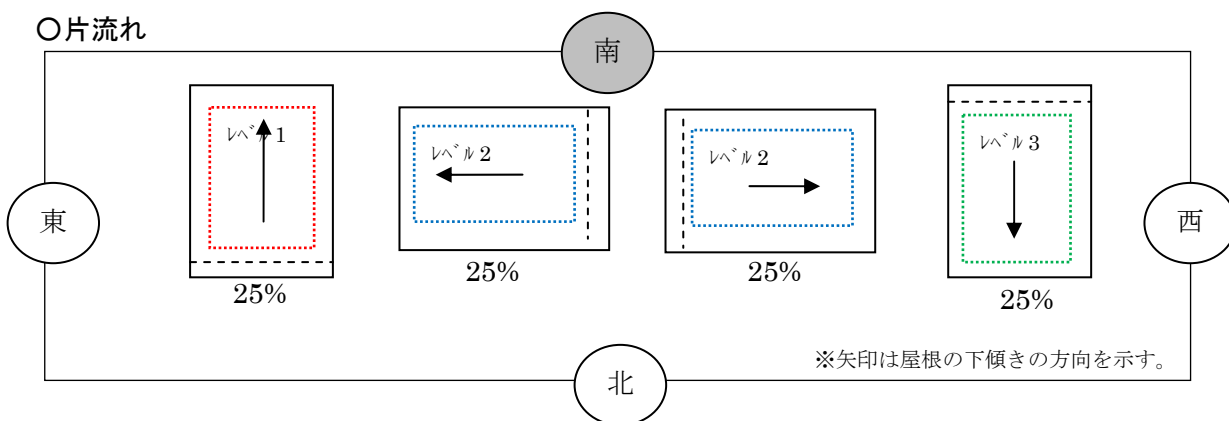 ○片流れ
南
ﾚﾍﾞﾙ 1
ﾚﾍﾞﾙ 2
ﾚﾍﾞﾙ 2
ﾚﾍﾞﾙ 3
東
西
25%
25%
25%
25%
※矢印は屋根の下傾きの方向を示す。
北